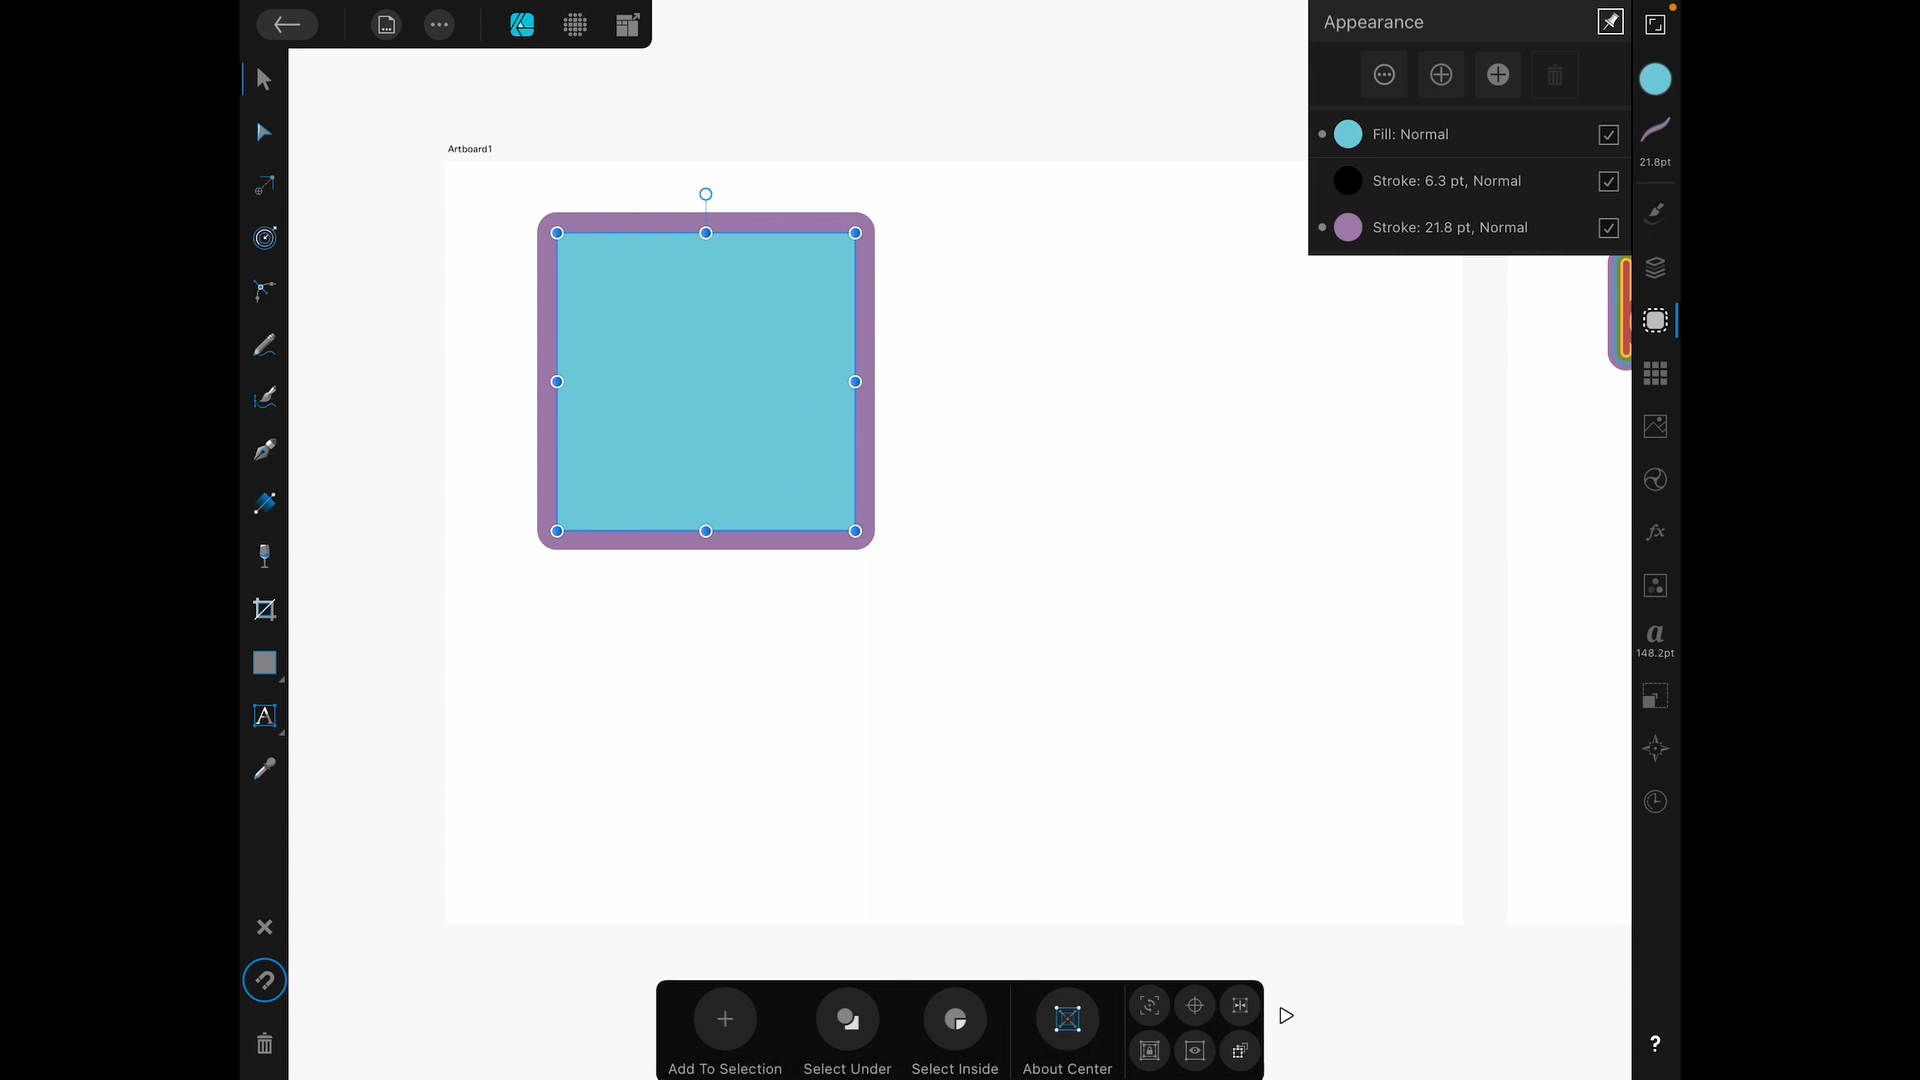 Appearance
Fill: Normal
21.8pt
Artboard1
Stroke: 6.3 pt, Normal
Stroke: 21.8 pt, Normal
fx
a
148.2pt
A
Add To Selection
Select Under
Select Inside
About Center
?